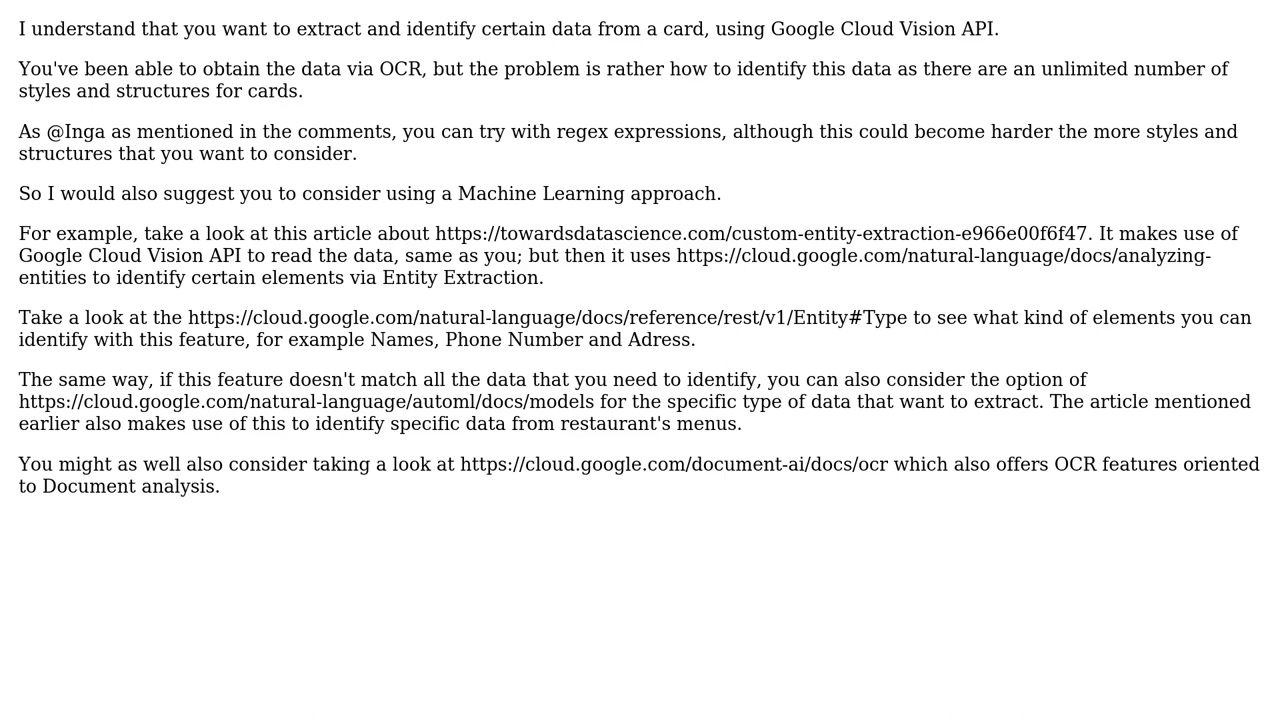 I understand that you want to extract and identify certain data from a card, using Google Cloud Vision API.
You've been able to obtain the data via OCR, but the problem is rather how to identify this data as there are an unlimited number of
styles and structures for cards.
As @Inga as mentioned in the comments, you can try with regex expressions, although this could become harder the more styles and
structures that you want to consider.
So I would also suggest you to consider using a Machine Learning approach.
For example, take a look at this article about https://towardsdatascience.com/custom-entity-extraction-e966e00f6f47. It makes use of
Google Cloud Vision API to read the data, same as you; but then it uses https://cloud.google.com/natural-language/docs/analyzing-
entities to identify certain elements via Entity Extraction.
Take a look at the https://cloud.google.com/natural-language/docs/reference/rest/v1/Entity#Type to see what kind of elements you can
identify with this feature, for example Names, Phone Number and Adress.
The same way, if this feature doesn't match all the data that you need to identify, you can also consider the option of
https://cloud.google.com/natural-language/automl/docs/models for the specific type of data that want to extract. The article mentioned
earlier also makes use of this to identify specific data from restaurant's menus.
You might as well also consider taking a look at https://cloud.google.com/document-ai/docs/ocr which also offers OCR features oriented
to Document analysis.